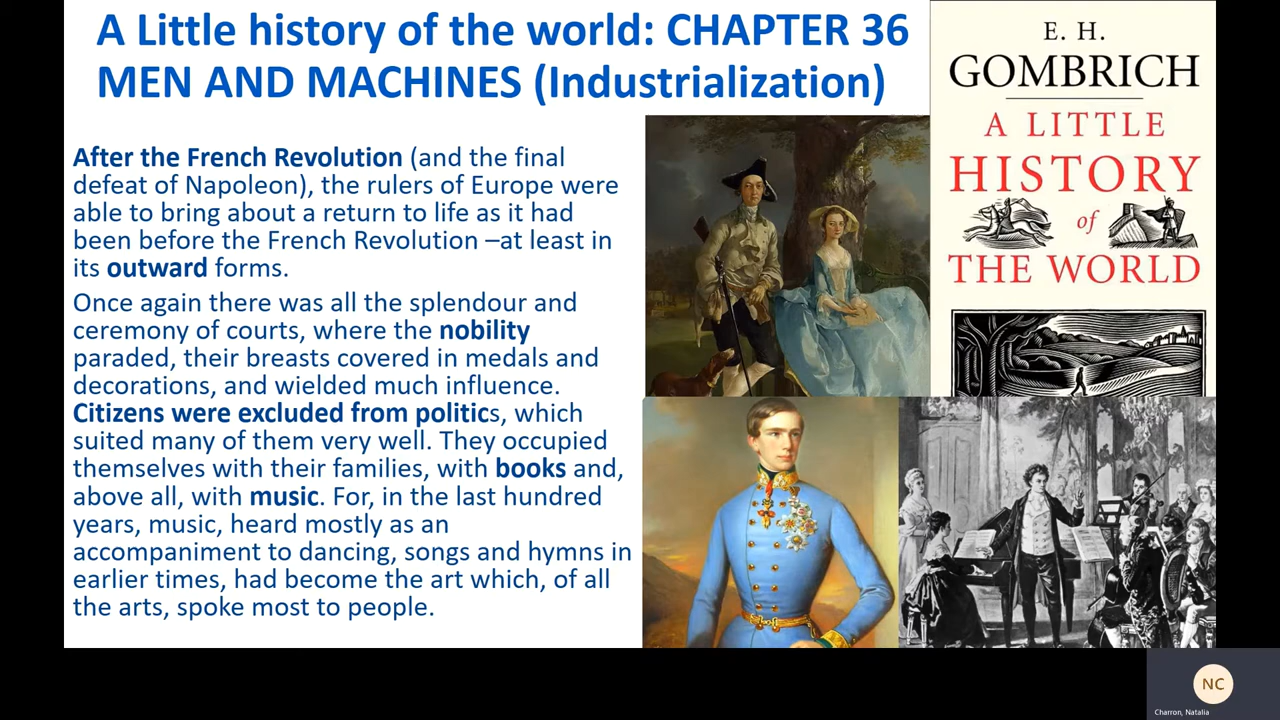 A Little history of the world: CHAPTER 36
MEN AND MACHINES (Industrialization)
After the French Revolution (and the final
defeat of Napoleon), the rulers of Europe were
able to bring about a return to life as it had
been before the French Revolution –at least in
its outward forms.
Once again there was all the splendour and
ceremony of courts, where the nobility
paraded, their breasts covered in medals and
decorations, and wielded much influence.
Citizens were excluded from politics, which
suited many of them very well. They occupied
themselves with their families, with books and,
above all, with music. For, in the last hundred
years, music, heard mostly as an
accompaniment to dancing, songs and hymns in
earlier times, had become the art which, of all
the arts, spoke most to people.
E. H.
GOMBRICH
A LITTLE
HISTORY
of
THE WORLD
NC
Charron, Natalia